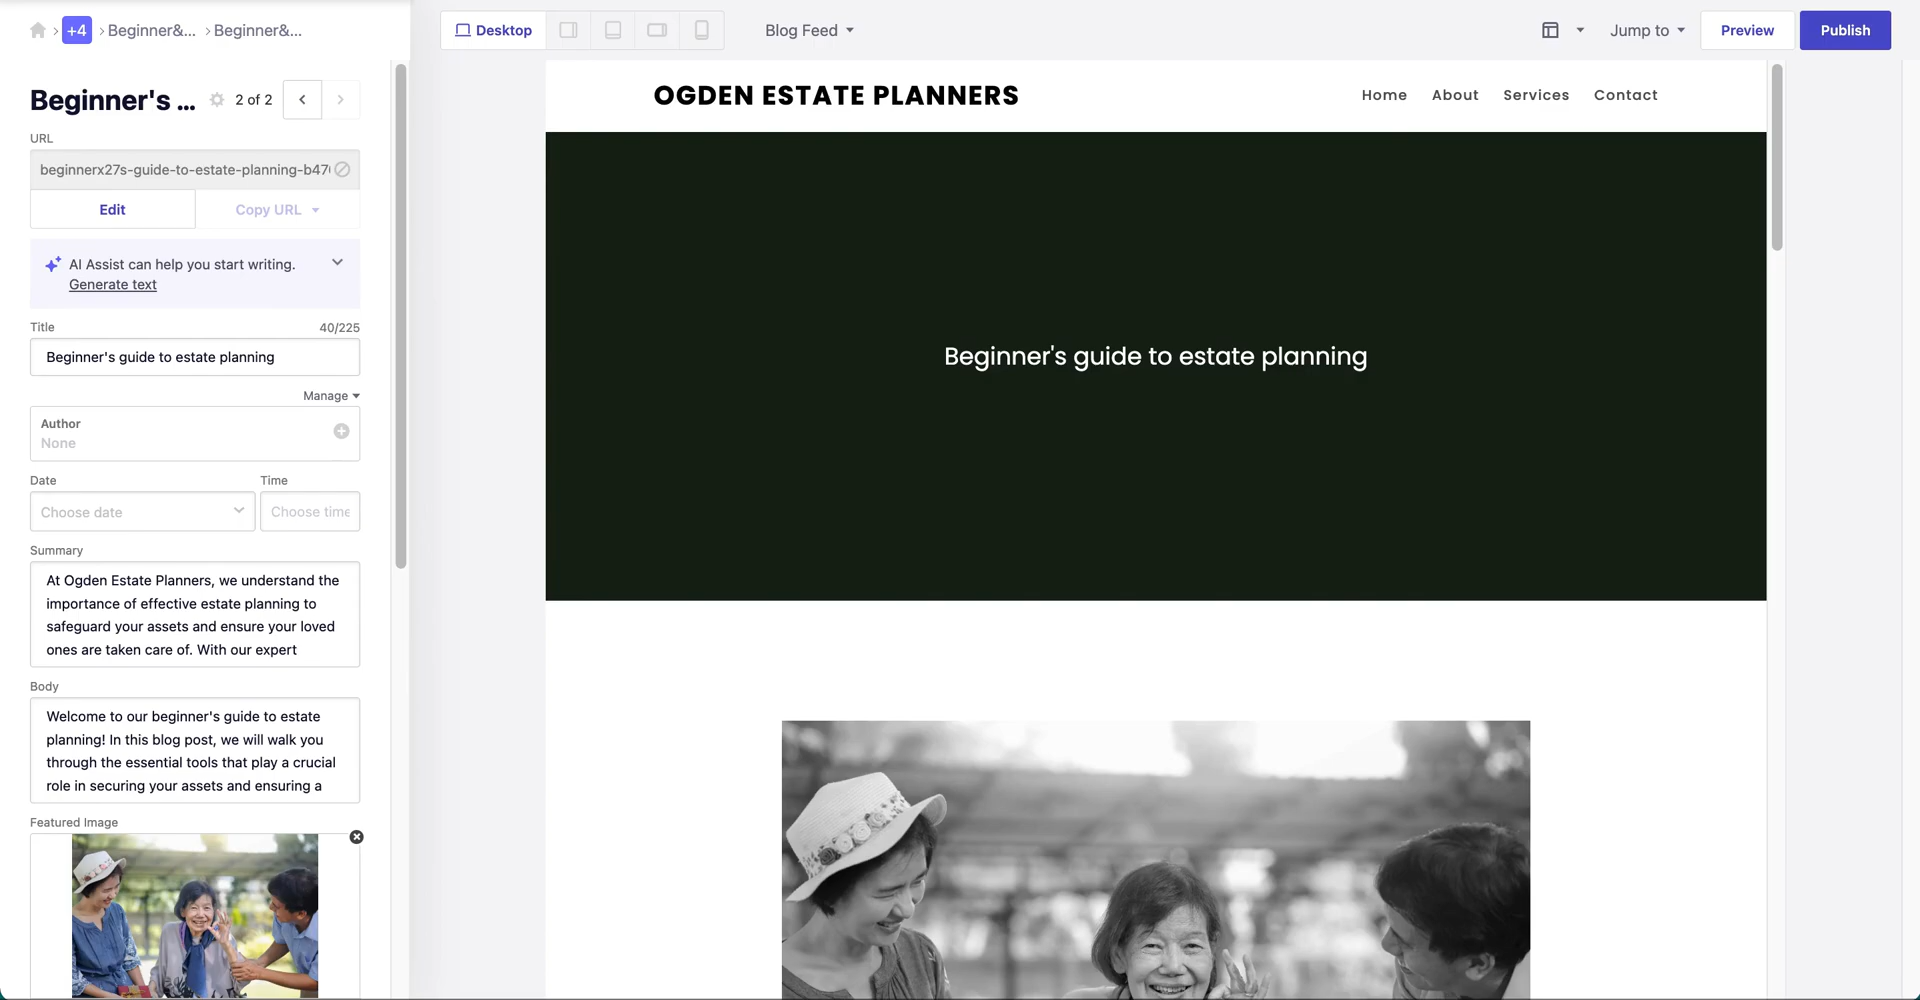 +4 Beginner&... Beginner&...
Desktop
Blog Feed
Jump to
Preview
Publish
Beginner's ...
2 of 2
URL
beginnerx27s-guide-to-estate-planning-b47
Edit
Copy URL
AI Assist can help you start writing.
Generate text
Title
40/225
Beginner's guide to estate planning
Manage
Author
None
Date
Time
Choose date
Choose time
Summary
At Ogden Estate Planners, we understand the
importance of effective estate planning to
safeguard your assets and ensure your loved
ones are taken care of. With our expert
Body
Welcome to our beginner's guide to estate
planning! In this blog post, we will walk you
through the essential tools that play a crucial
role in securing your assets and ensuring a
Featured Image
OGDEN ESTATE PLANNERS
Home About Services Contact
Beginner's guide to estate planning